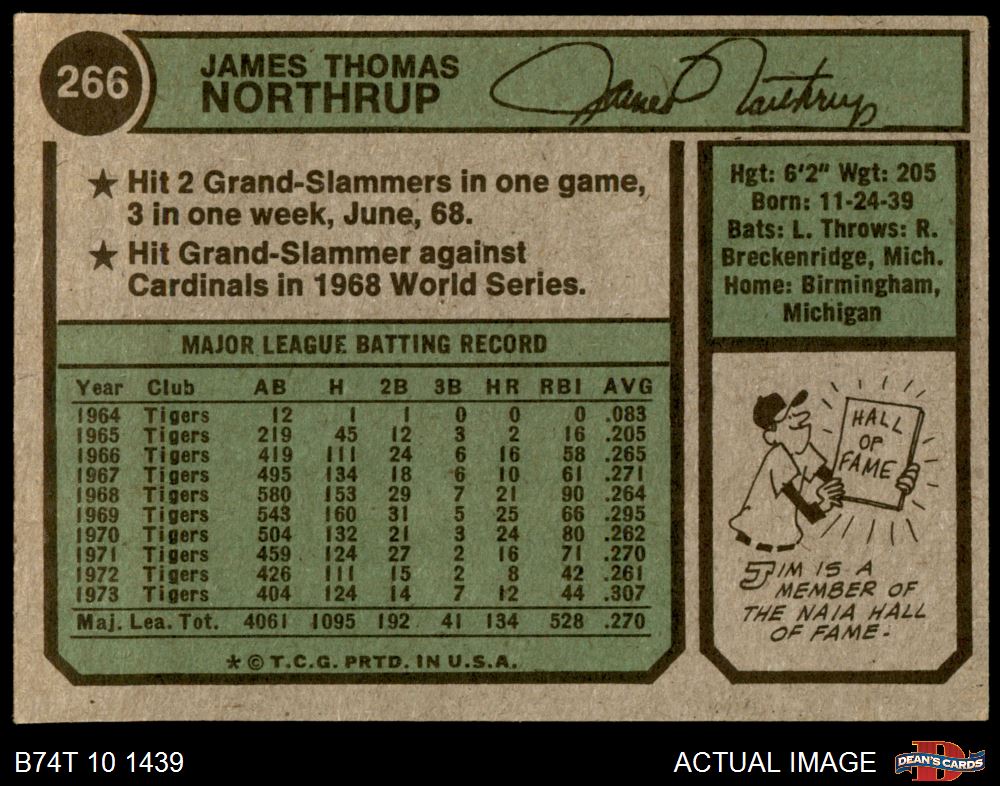 266
JAMES THOMAS
NORTHRUP
James Northrup
★ Hit 2 Grand-Slammers in one game,
3 in one week, June, 68.
★ Hit Grand-Slammer against
Cardinals in 1968 World Series.
MAJOR LEAGUE BATTING RECORD
Year Club AB H 2B 3B HR RBI AVG
1964 Tigers 12 1 1 0 0 0 .083
1965 Tigers 219 45 12 3 2 16 .205
1966 Tigers 419 111 24 6 16 58 .265
1967 Tigers 495 134 18 6 10 61 .271
1968 Tigers 580 153 29 7 21 90 .264
1969 Tigers 543 160 31 5 25 66 .295
1970 Tigers 504 132 21 3 24 80 .262
1971 Tigers 459 124 27 2 16 71 .270
1972 Tigers 426 111 15 2 8 42 .261
1973 Tigers 404 124 14 7 12 44 .307
Maj. Lea. Tot. 4061 1095 192 41 134 528 .270
* © T.C.G. PRTD. IN U.S.A.
Hgt: 6'2" Wgt: 205
Born: 11-24-39
Bats: L. Throws: R.
Breckenridge, Mich.
Home: Birmingham,
Michigan
HALL
OF
FAME
JIM IS A
MEMBER OF
THE NAIA HALL
OF FAME.
B74T 10 1439
ACTUAL IMAGE
D
DEAN'S CARDS